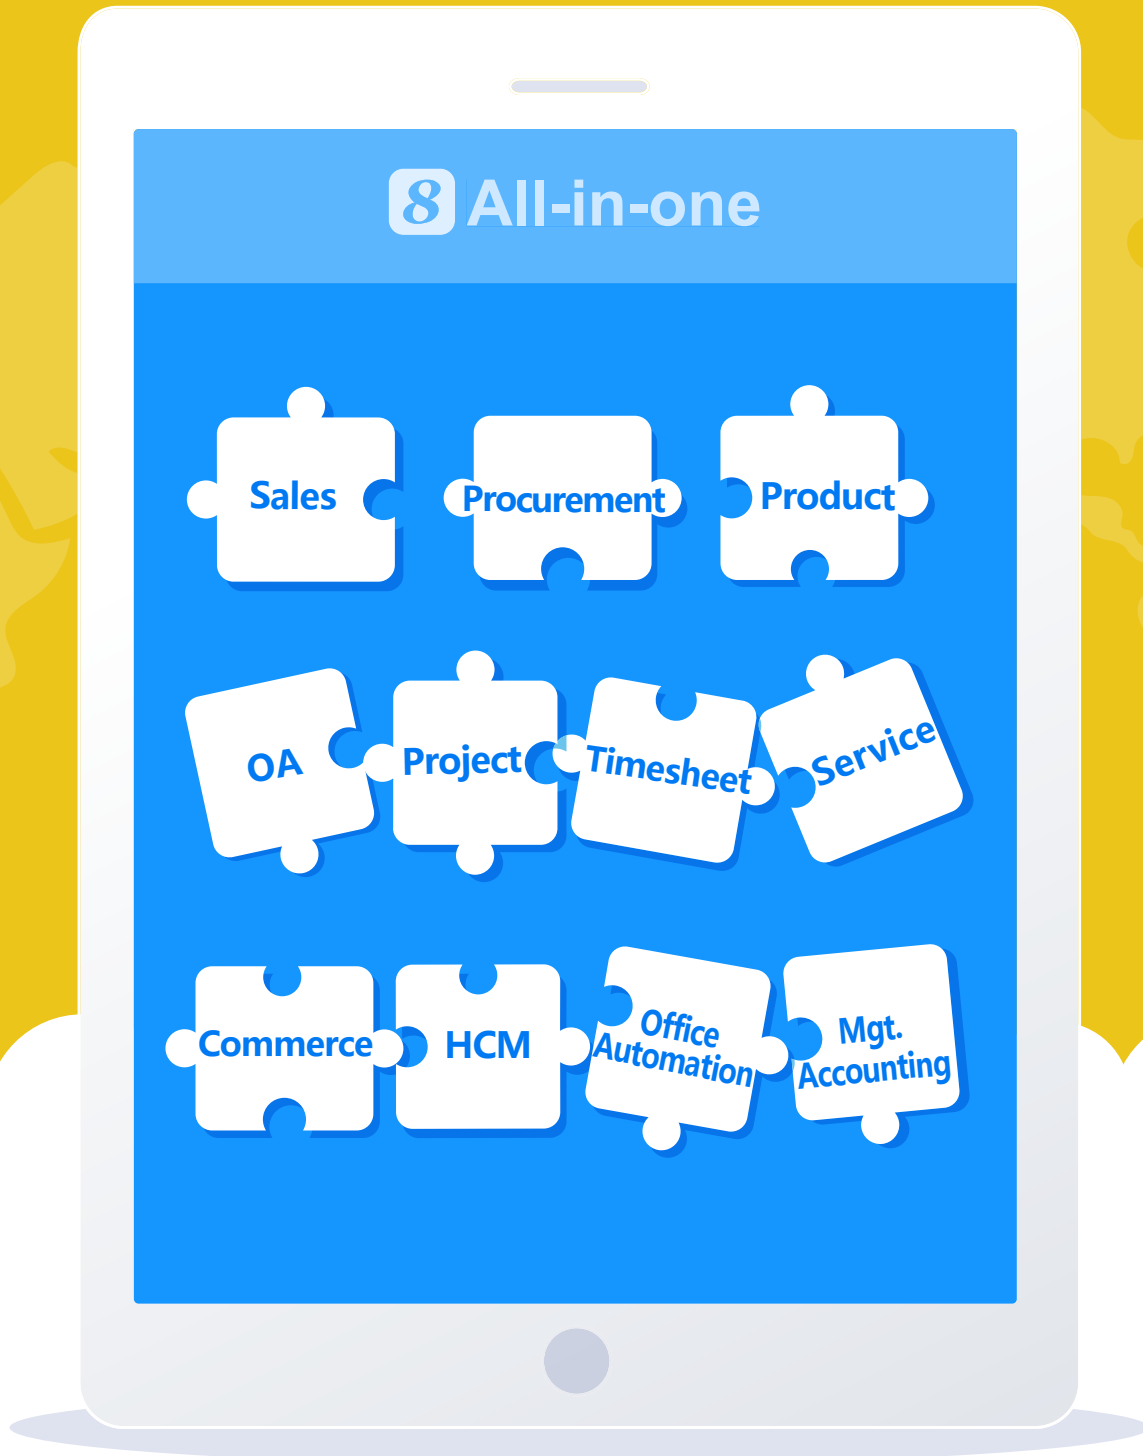 8 All-in-one
Sales
Procurement
Product
OA
Project
Timesheet
Service
Commerce
HCM
Office
Automation
Mgt.
Accounting